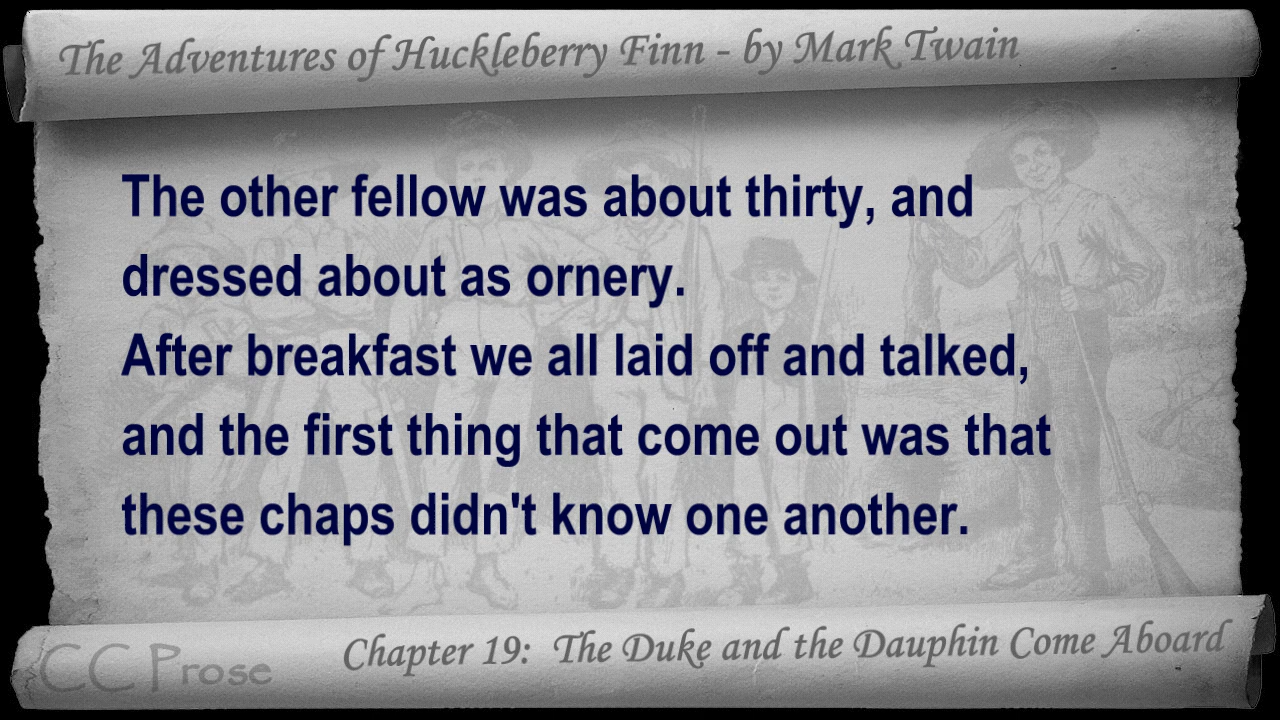 The Adventures of Huckleberry Finn - by Mark Twain
The other fellow was about thirty, and
dressed about as ornery.
After breakfast we all laid off and talked,
and the first thing that come out was that
these chaps didn't know one another.
CC Prose
Chapter 19: The Duke and the Dauphin Come Aboard